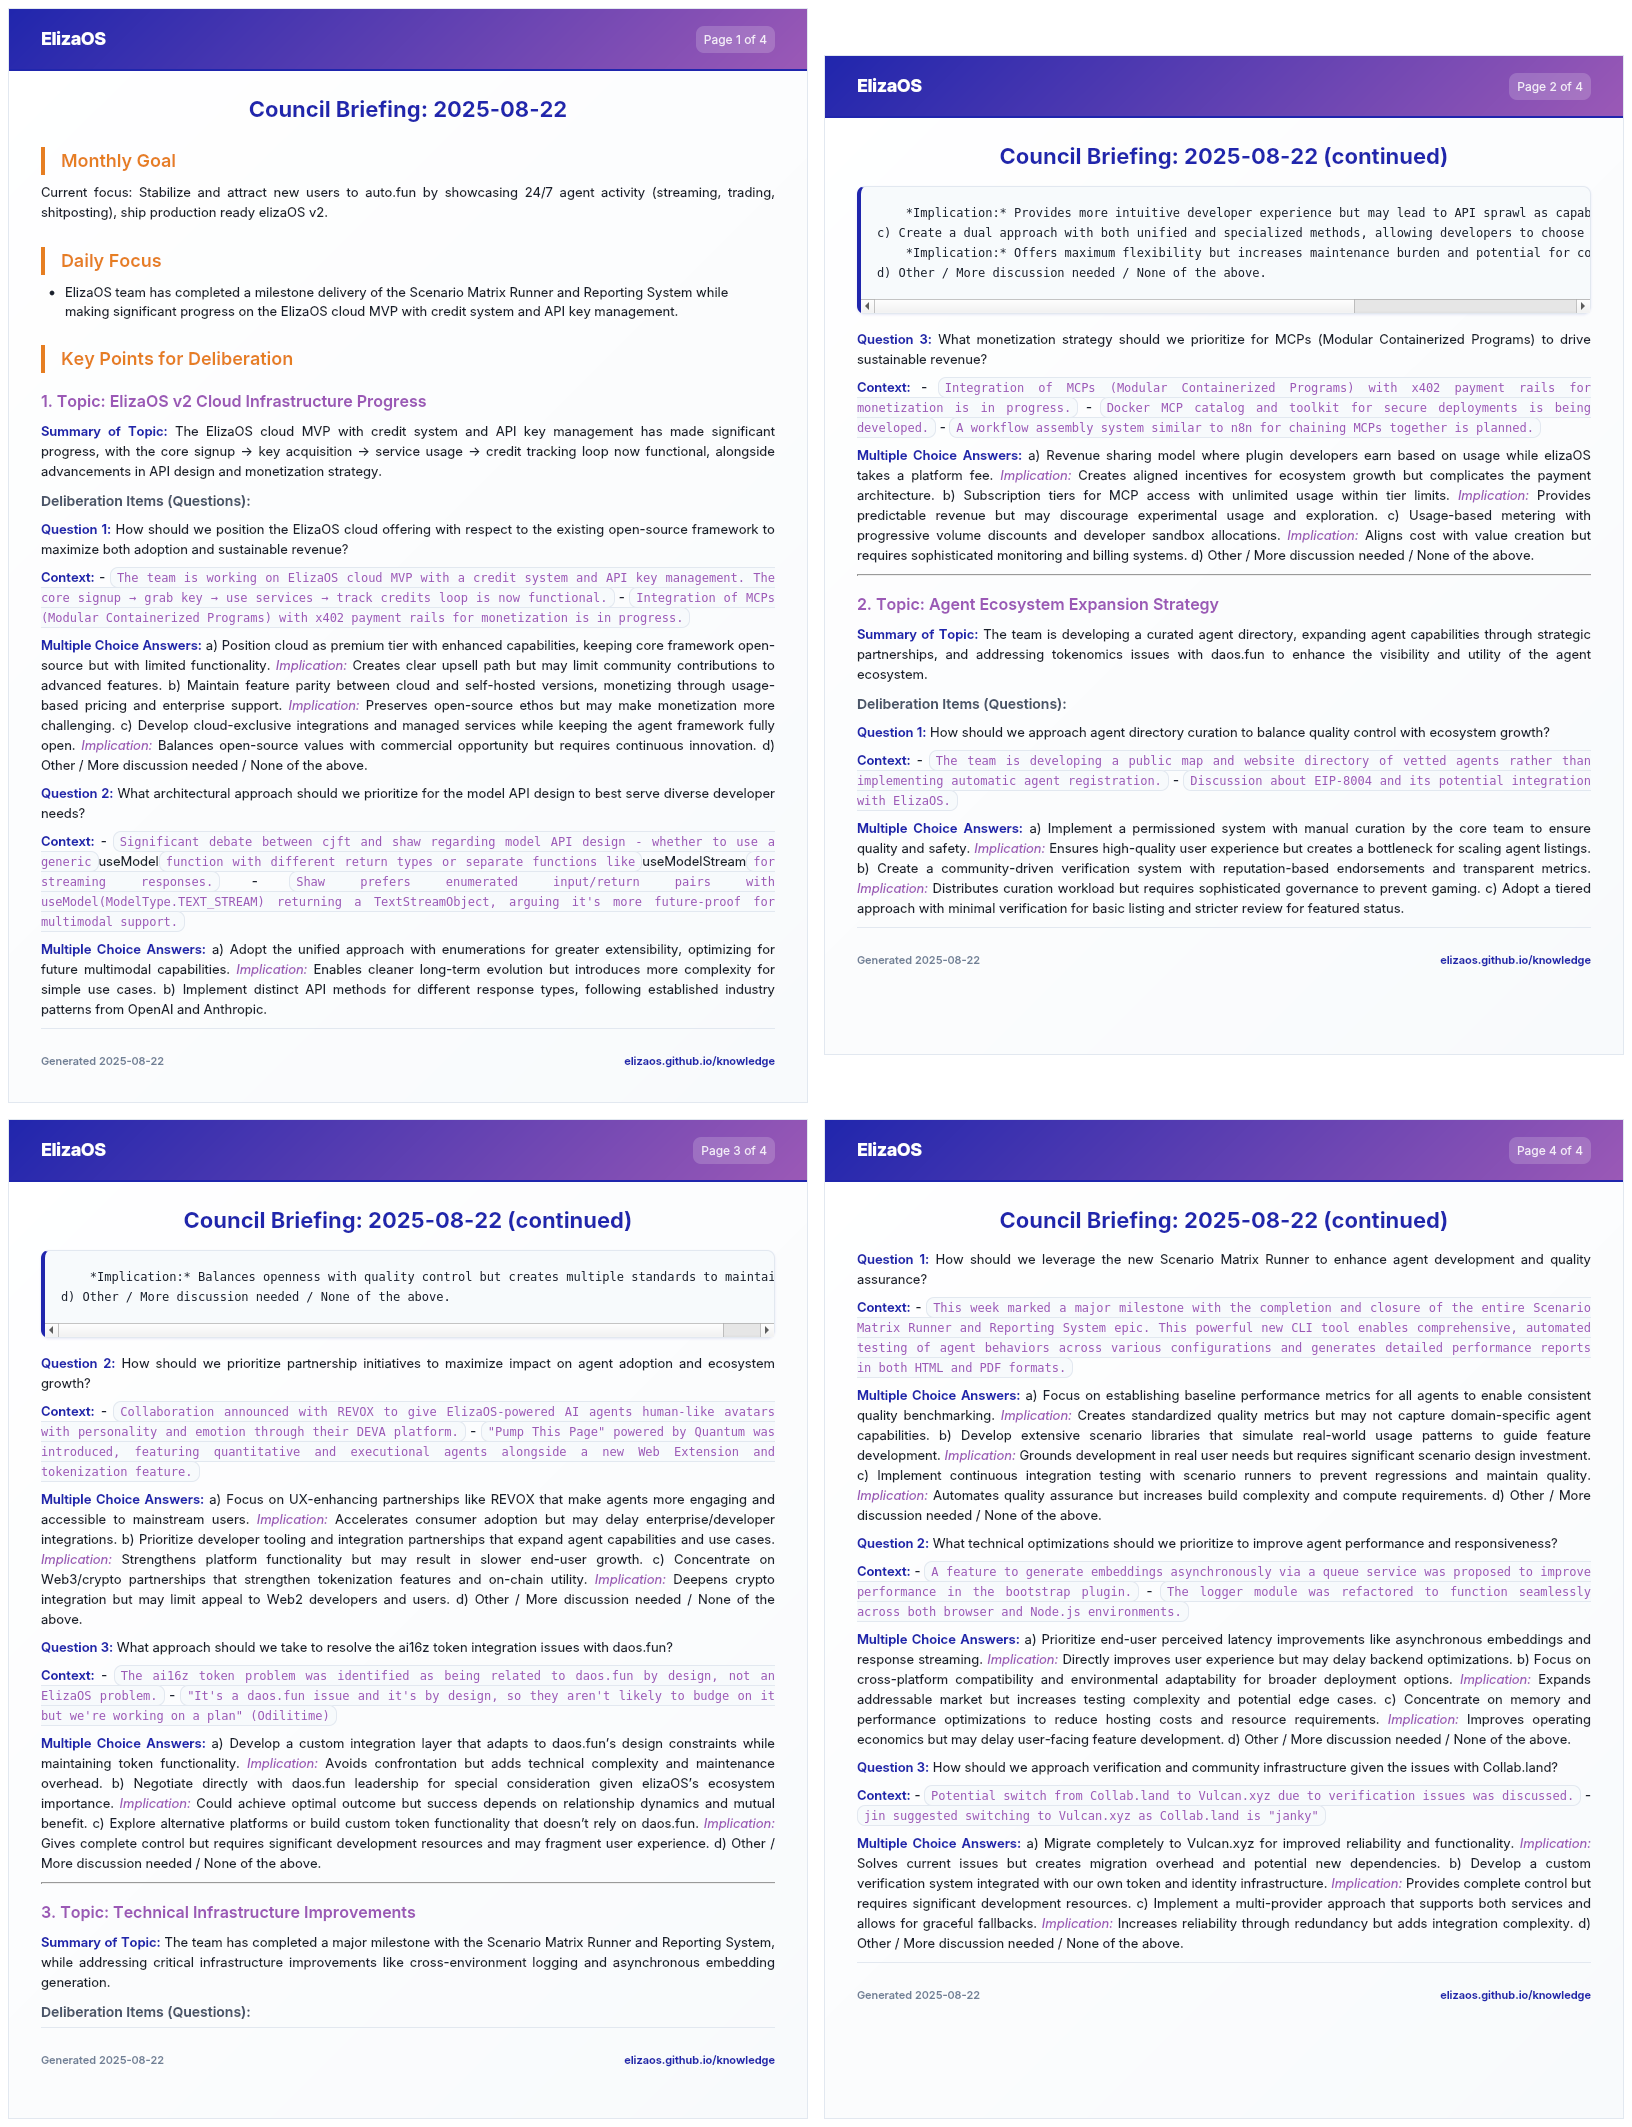 ElizaOS
Page 1 of 4
Council Briefing: 2025-08-22
Monthly Goal
Current focus: Stabilize and attract new users to auto.fun by showcasing 24/7 agent activity (streaming, trading,
shitposting), ship production ready elizaOS v2.
Daily Focus
• ElizaOS team has completed a milestone delivery of the Scenario Matrix Runner and Reporting System while
making significant progress on the ElizaOS cloud MVP with credit system and API key management.
Key Points for Deliberation
1. Topic: ElizaOS v2 Cloud Infrastructure Progress
Summary of Topic: The ElizaOS cloud MVP with credit system and API key management has made significant
progress, with the core signup → key acquisition → service usage → credit tracking loop now functional, alongside
advancements in API design and monetization strategy.
Deliberation Items (Questions):
Question 1: How should we position the ElizaOS cloud offering with respect to the existing open-source framework to
maximize both adoption and sustainable revenue?
Context: - The team is working on ElizaOS cloud MVP with a credit system and API key management. The
core signup → grab key → use services → track credits loop is now functional. - Integration of MCPs
(Modular Containerized Programs) with x402 payment rails for monetization is in progress.
Multiple Choice Answers: a) Position cloud as premium tier with enhanced capabilities, keeping core framework open-
source but with limited functionality. Implication: Creates clear upsell path but may limit community contributions to
advanced features. b) Maintain feature parity between cloud and self-hosted versions, monetizing through usage-
based pricing and enterprise support. Implication: Preserves open-source ethos but may make monetization more
challenging. c) Develop cloud-exclusive integrations and managed services while keeping the agent framework fully
open. Implication: Balances open-source values with commercial opportunity but requires continuous innovation. d)
Other / More discussion needed / None of the above.
Question 2: What architectural approach should we prioritize for the model API design to best serve diverse developer
needs?
Context: - Significant debate between cjft and shaw regarding model API design - whether to use a
generic useModel function with different return types or separate functions like useModelStream for
streaming responses. - Shaw prefers enumerated input/return pairs with
useModel(ModelType.TEXT_STREAM) returning a TextStreamObject, arguing it's more future-proof for
multimodal support.
Multiple Choice Answers: a) Adopt the unified approach with enumerations for greater extensibility, optimizing for
future multimodal capabilities. Implication: Enables cleaner long-term evolution but introduces more complexity for
simple use cases. b) Implement distinct API methods for different response types, following established industry
patterns from OpenAI and Anthropic.
Generated 2025-08-22
elizaos.github.io/knowledge
ElizaOS
Page 2 of 4
Council Briefing: 2025-08-22 (continued)
*Implication:* Provides more intuitive developer experience but may lead to API sprawl as capab
c) Create a dual approach with both unified and specialized methods, allowing developers to choose
*Implication:* Offers maximum flexibility but increases maintenance burden and potential for co
d) Other / More discussion needed / None of the above.
Question 3: What monetization strategy should we prioritize for MCPs (Modular Containerized Programs) to drive
sustainable revenue?
Context: - Integration of MCPs (Modular Containerized Programs) with x402 payment rails for
monetization is in progress. - Docker MCP catalog and toolkit for secure deployments is being
developed. - A workflow assembly system similar to n8n for chaining MCPs together is planned.
Multiple Choice Answers: a) Revenue sharing model where plugin developers earn based on usage while elizaOS
takes a platform fee. Implication: Creates aligned incentives for ecosystem growth but complicates the payment
architecture. b) Subscription tiers for MCP access with unlimited usage within tier limits. Implication: Provides
predictable revenue but may discourage experimental usage and exploration. c) Usage-based metering with
progressive volume discounts and developer sandbox allocations. Implication: Aligns cost with value creation but
requires sophisticated monitoring and billing systems. d) Other / More discussion needed / None of the above.
2. Topic: Agent Ecosystem Expansion Strategy
Summary of Topic: The team is developing a curated agent directory, expanding agent capabilities through strategic
partnerships, and addressing tokenomics issues with daos.fun to enhance the visibility and utility of the agent
ecosystem.
Deliberation Items (Questions):
Question 1: How should we approach agent directory curation to balance quality control with ecosystem growth?
Context: - The team is developing a public map and website directory of vetted agents rather than
implementing automatic agent registration. - Discussion about EIP-8004 and its potential integration
with ElizaOS.
Multiple Choice Answers: a) Implement a permissioned system with manual curation by the core team to ensure
quality and safety. Implication: Ensures high-quality user experience but creates a bottleneck for scaling agent listings.
b) Create a community-driven verification system with reputation-based endorsements and transparent metrics.
Implication: Distributes curation workload but requires sophisticated governance to prevent gaming. c) Adopt a tiered
approach with minimal verification for basic listing and stricter review for featured status.
Generated 2025-08-22
elizaos.github.io/knowledge
ElizaOS
Page 3 of 4
Council Briefing: 2025-08-22 (continued)
*Implication:* Balances openness with quality control but creates multiple standards to maintai
d) Other / More discussion needed / None of the above.
Question 2: How should we prioritize partnership initiatives to maximize impact on agent adoption and ecosystem
growth?
Context: - Collaboration announced with REVOX to give ElizaOS-powered AI agents human-like avatars
with personality and emotion through their DEVA platform. - "Pump This Page" powered by Quantum was
introduced, featuring quantitative and executional agents alongside a new Web Extension and
tokenization feature.
Multiple Choice Answers: a) Focus on UX-enhancing partnerships like REVOX that make agents more engaging and
accessible to mainstream users. Implication: Accelerates consumer adoption but may delay enterprise/developer
integrations. b) Prioritize developer tooling and integration partnerships that expand agent capabilities and use cases.
Implication: Strengthens platform functionality but may result in slower end-user growth. c) Concentrate on
Web3/crypto partnerships that strengthen tokenization features and on-chain utility. Implication: Deepens crypto
integration but may limit appeal to Web2 developers and users. d) Other / More discussion needed / None of the
above.
Question 3: What approach should we take to resolve the ai16z token integration issues with daos.fun?
Context: - The ai16z token problem was identified as being related to daos.fun by design, not an
ElizaOS problem. - "It's a daos.fun issue and it's by design, so they aren't likely to budge on it
but we're working on a plan" (Odilitime)
Multiple Choice Answers: a) Develop a custom integration layer that adapts to daos.fun's design constraints while
maintaining token functionality. Implication: Avoids confrontation but adds technical complexity and maintenance
overhead. b) Negotiate directly with daos.fun leadership for special consideration given elizaOS's ecosystem
importance. Implication: Could achieve optimal outcome but success depends on relationship dynamics and mutual
benefit. c) Explore alternative platforms or build custom token functionality that doesn't rely on daos.fun. Implication:
Gives complete control but requires significant development resources and may fragment user experience. d) Other /
More discussion needed / None of the above.
3. Topic: Technical Infrastructure Improvements
Summary of Topic: The team has completed a major milestone with the Scenario Matrix Runner and Reporting System,
while addressing critical infrastructure improvements like cross-environment logging and asynchronous embedding
generation.
Deliberation Items (Questions):
Generated 2025-08-22
elizaos.github.io/knowledge
ElizaOS
Page 4 of 4
Council Briefing: 2025-08-22 (continued)
Question 1: How should we leverage the new Scenario Matrix Runner to enhance agent development and quality
assurance?
Context: - This week marked a major milestone with the completion and closure of the entire Scenario
Matrix Runner and Reporting System epic. This powerful new CLI tool enables comprehensive, automated
testing of agent behaviors across various configurations and generates detailed performance reports
in both HTML and PDF formats.
Multiple Choice Answers: a) Focus on establishing baseline performance metrics for all agents to enable consistent
quality benchmarking. Implication: Creates standardized quality metrics but may not capture domain-specific agent
capabilities. b) Develop extensive scenario libraries that simulate real-world usage patterns to guide feature
development. Implication: Grounds development in real user needs but requires significant scenario design investment.
c) Implement continuous integration testing with scenario runners to prevent regressions and maintain quality.
Implication: Automates quality assurance but increases build complexity and compute requirements. d) Other / More
discussion needed / None of the above.
Question 2: What technical optimizations should we prioritize to improve agent performance and responsiveness?
Context: - A feature to generate embeddings asynchronously via a queue service was proposed to improve
performance in the bootstrap plugin. - The logger module was refactored to function seamlessly
across both browser and Node.js environments.
Multiple Choice Answers: a) Prioritize end-user perceived latency improvements like asynchronous embeddings and
response streaming. Implication: Directly improves user experience but may delay backend optimizations. b) Focus on
cross-platform compatibility and environmental adaptability for broader deployment options. Implication: Expands
addressable market but increases testing complexity and potential edge cases. c) Concentrate on memory and
performance optimizations to reduce hosting costs and resource requirements. Implication: Improves operating
economics but may delay user-facing feature development. d) Other / More discussion needed / None of the above.
Question 3: How should we approach verification and community infrastructure given the issues with Collab.land?
Context: - Potential switch from Collab.land to Vulcan.xyz due to verification issues was discussed. -
jin suggested switching to Vulcan.xyz as Collab.land is "janky"
Multiple Choice Answers: a) Migrate completely to Vulcan.xyz for improved reliability and functionality. Implication:
Solves current issues but creates migration overhead and potential new dependencies. b) Develop a custom
verification system integrated with our own token and identity infrastructure. Implication: Provides complete control but
requires significant development resources. c) Implement a multi-provider approach that supports both services and
allows for graceful fallbacks. Implication: Increases reliability through redundancy but adds integration complexity. d)
Other / More discussion needed / None of the above.
Generated 2025-08-22
elizaos.github.io/knowledge